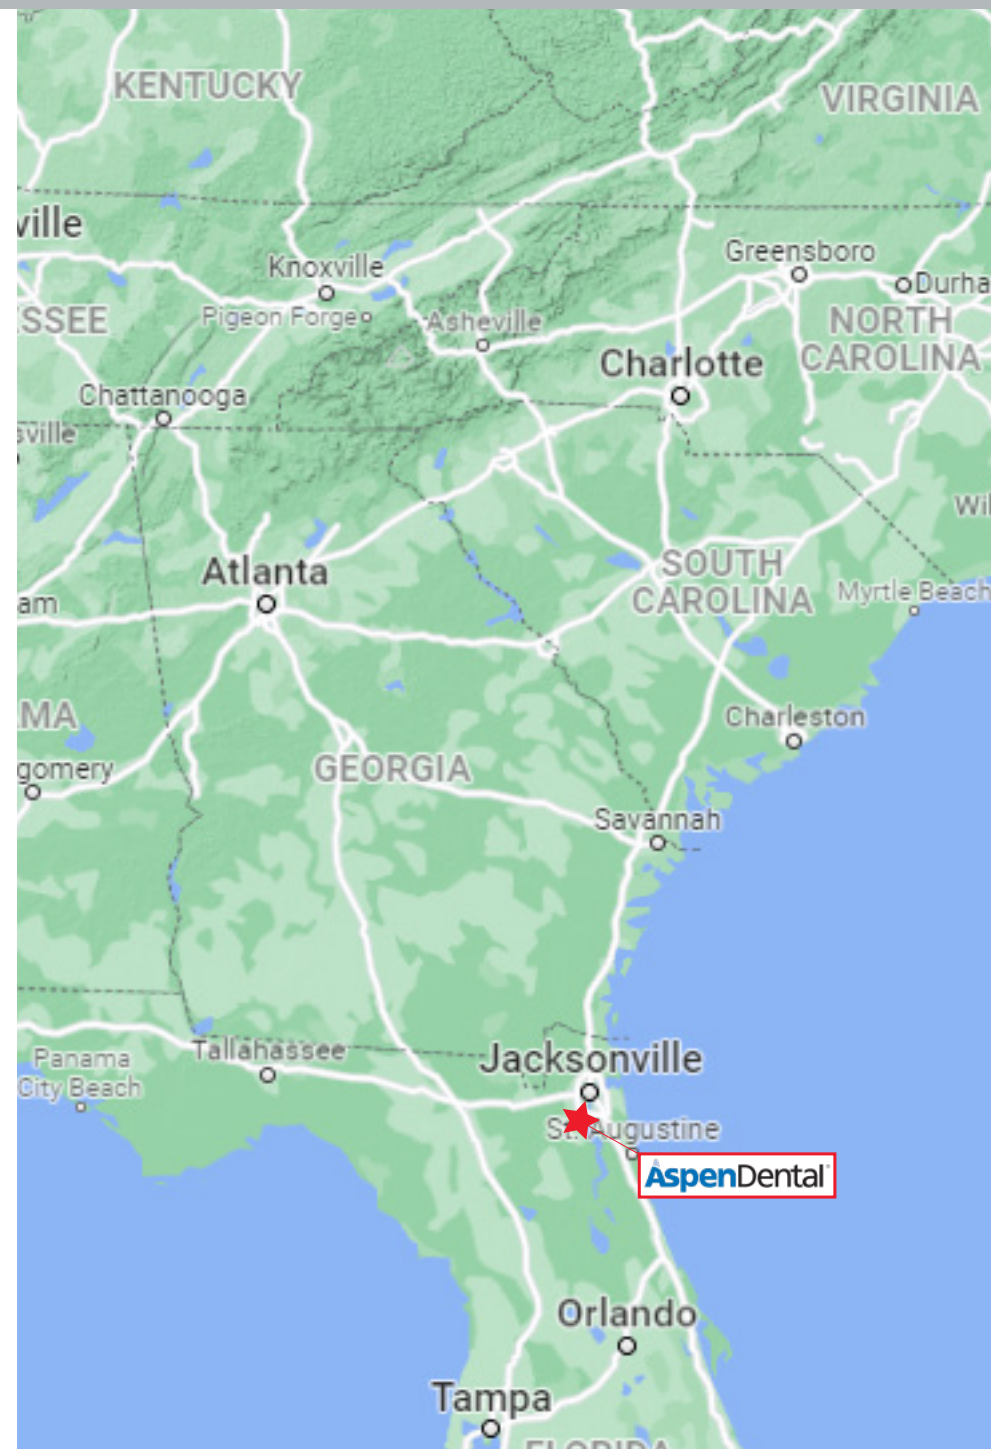 KENTUCKY
VIRGINIA
ville
Greensboro
Knoxville
Durha
SSEE
Pigeon Forge
Asheville
NORTH
CAROLINA
Charlotte
Chattanooga
sville
Wil
SOUTH
CAROLINA
Atlanta
Myrtle Beach
am
MA
Charleston
gomery
GEORGIA
Savannah
Tallahassee
Jacksonville
Panama
City Beach
St. Augustine
AspenDental
Orlando
Tampa
FLORIDA